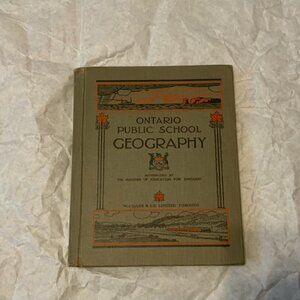 ONTARIO
PUBLIC SCHOOL
GEOGRAPHY
AUTHORIZED BY
THE MINISTER OF EDUCATION FOR ONTARIO
W. J. GAGE & CO. LIMITED, TORONTO